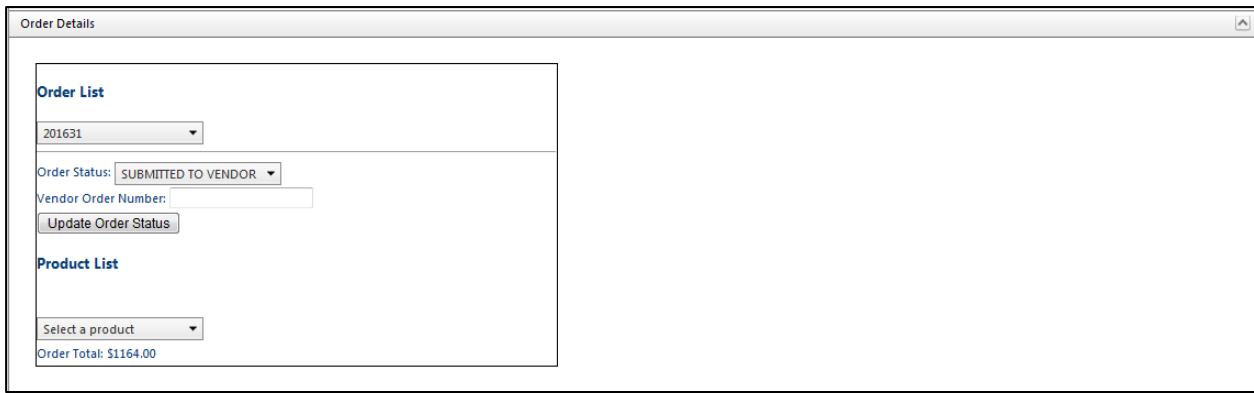 Order Details
Order List
201631
Order Status: SUBMITTED TO VENDOR
Vendor Order Number:
Update Order Status
Product List
Select a product
Order Total: $1164.00